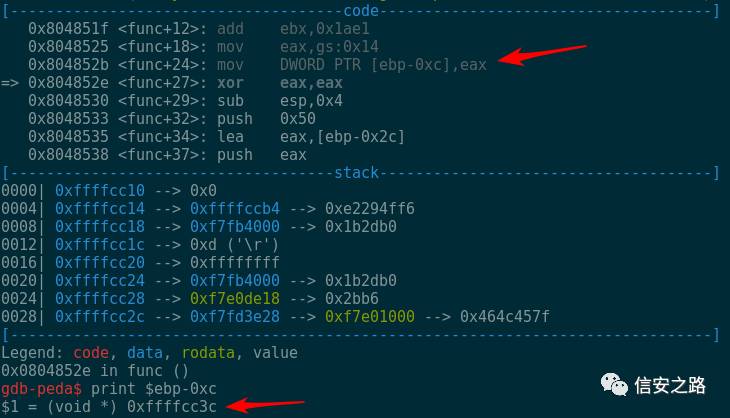 [-------------------------------------code-------------------------------------]
   0x804851f <func+12>: add    ebx,0x1ae1
   0x8048525 <func+18>: mov    eax,gs:0x14
   0x804852b <func+24>: mov    DWORD PTR [ebp-0xc],eax
=> 0x804852e <func+27>: xor    eax,eax
   0x8048530 <func+29>: sub    esp,0x4
   0x8048533 <func+32>: push   0x50
   0x8048535 <func+34>: lea    eax,[ebp-0x2c]
   0x8048538 <func+37>: push   eax
[------------------------------------stack-------------------------------------]
0000| 0xffffcc10 --> 0x0
0004| 0xffffcc14 --> 0xffffccb4 --> 0xe2294ff6
0008| 0xffffcc18 --> 0xf7fb4000 --> 0x1b2db0
0012| 0xffffcc1c --> 0xd ('\r')
0016| 0xffffcc20 --> 0xffffffff
0020| 0xffffcc24 --> 0xf7fb4000 --> 0x1b2db0
0024| 0xffffcc28 --> 0xf7e0de18 --> 0x2bb6
0028| 0xffffcc2c --> 0xf7fd3e28 --> 0xf7e01000 --> 0x464c457f
[------------------------------------------------------------------------------]
Legend: code, data, rodata, value
0x0804852e in func ()
gdb-peda$ print $ebp-0xc
$1 = (void *) 0xffffcc3c
信安之路